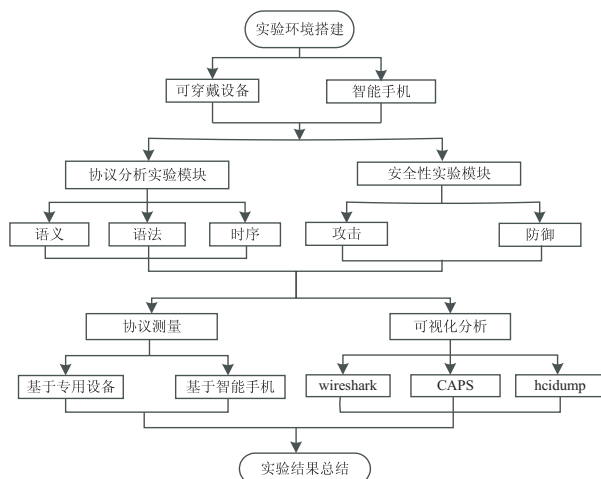 实验环境搭建
可穿戴设备
智能手机
协议分析实验模块
安全性实验模块
语义
语法
时序
攻击
防御
协议测量
可视化分析
基于专用设备
基于智能手机
wireshark
CAPS
hcidump
实验结果总结